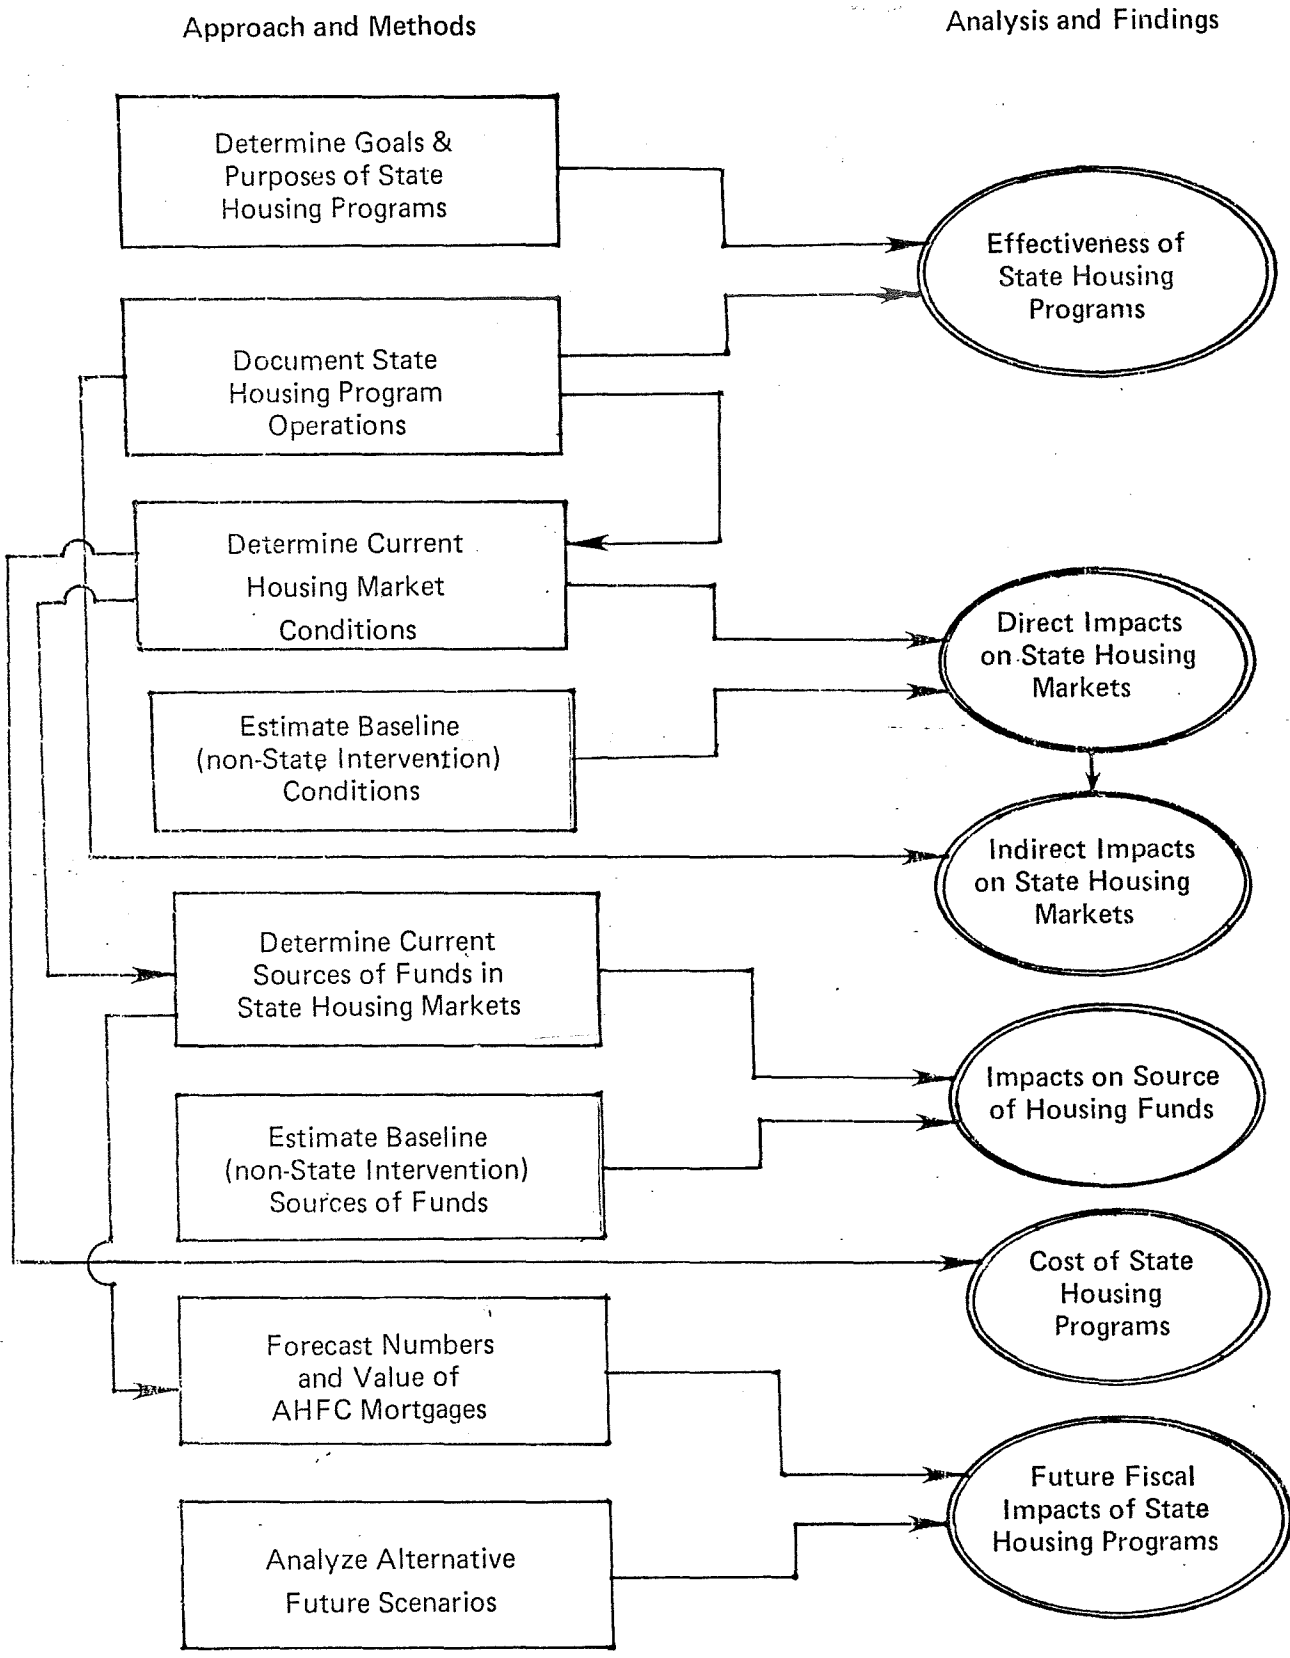 Approach and Methods
Analysis and Findings
Determine Goals &
Purposes of State
Housing Programs
Effectiveness of
State Housing
Programs
Document State
Housing Program
Operations
Determine Current
Housing Market
Conditions
Direct Impacts
on State Housing
Markets
Estimate Baseline
(non-State Intervention)
Conditions
Indirect Impacts
on State Housing
Markets
Determine Current
Sources of Funds in
State Housing Markets
Impacts on Source
of Housing Funds
Estimate Baseline
(non-State Intervention)
Sources of Funds
Cost of State
Housing
Programs
Forecast Numbers
and Value of
AHFC Mortgages
Future Fiscal
Impacts of State
Housing Programs
Analyze Alternative
Future Scenarios